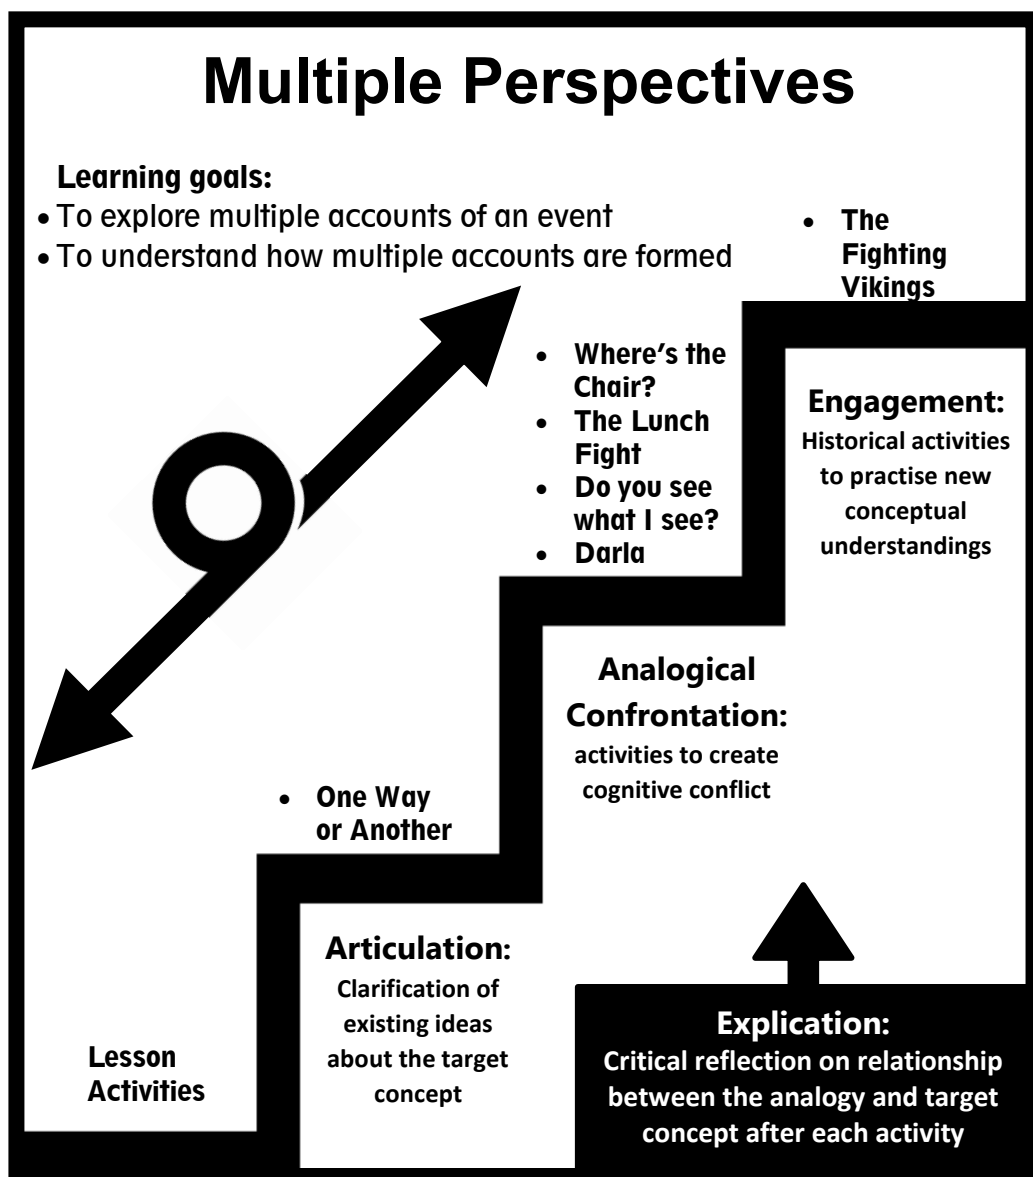 Multiple Perspectives
Learning goals:
• To explore multiple accounts of an event
• To understand how multiple accounts are formed
• The
Fighting
Vikings
• Where's the
Chair?
• The Lunch
Fight
• Do you see
what I see?
• Darla
Engagement:
Historical activities
to practise new
conceptual
understandings
Analogical
Confrontation:
activities to create
cognitive conflict
• One Way
or Another
Articulation:
Clarification of
existing ideas
about the target
concept
Lesson
Activities
Explication:
Critical reflection on relationship
between the analogy and target
concept after each activity